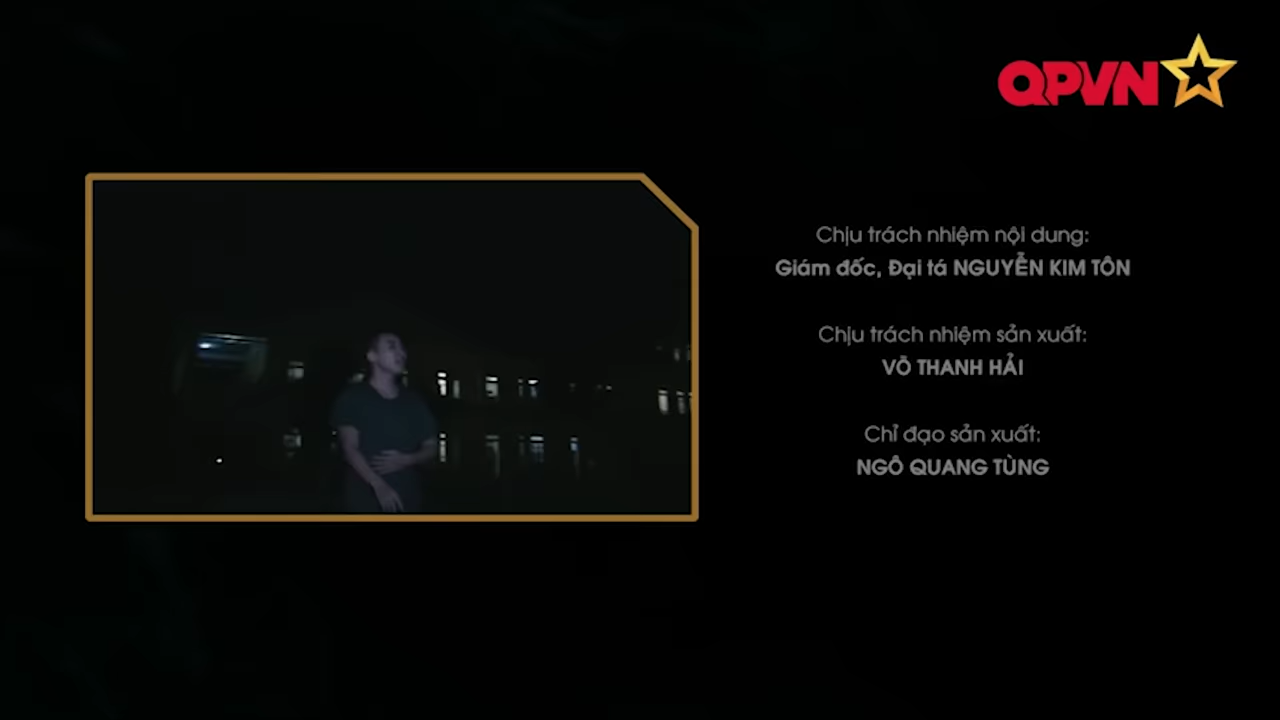 QPVN
Chịu trách nhiệm nội dung:
Giám đốc, Đại tá NGUYỄN KIM TÔN
Chịu trách nhiệm sản xuất:
VÕ THANH HẢI
Chỉ đạo sản xuất:
NGÔ QUANG TÙNG